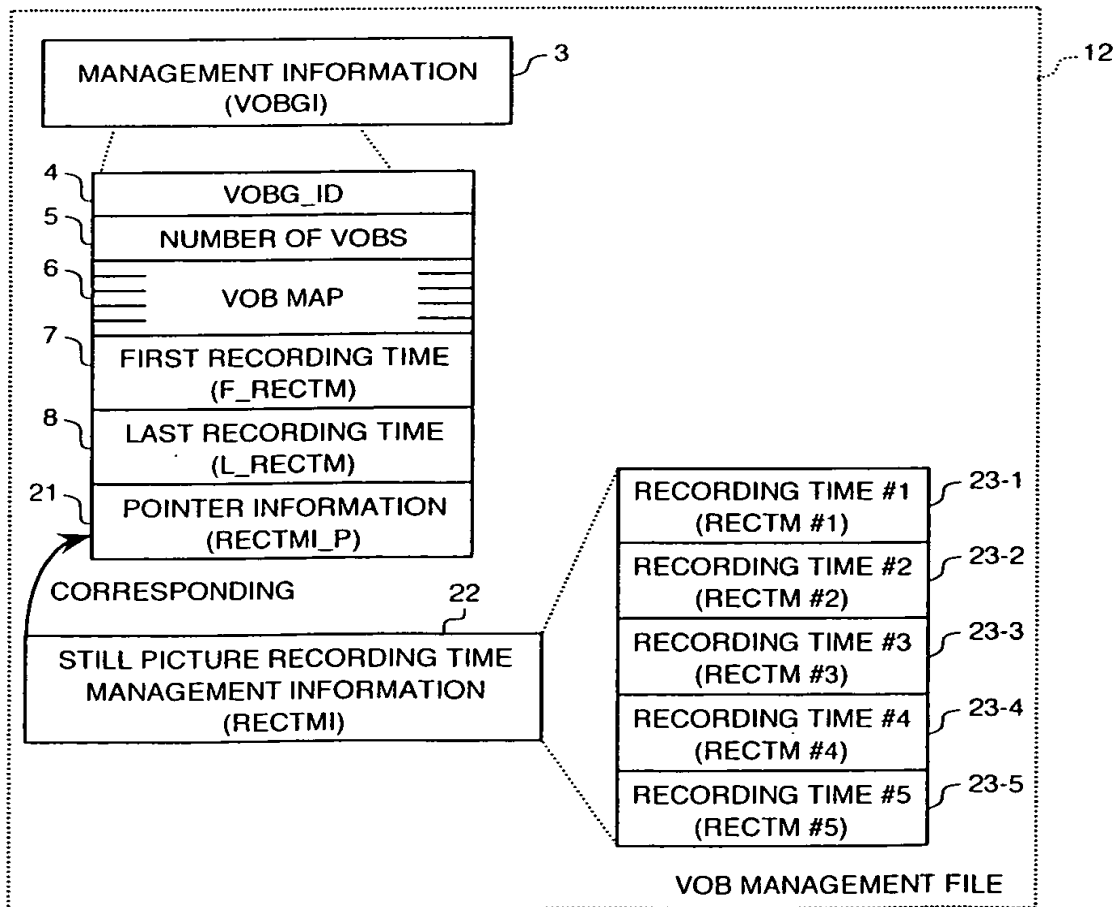 MANAGEMENT INFORMATION
(VOBGI)
3
12
4
VOBG_ID
5
NUMBER OF VOBS
6
VOB MAP
7
FIRST RECORDING TIME
(F_RECTM)
8
LAST RECORDING TIME
(L_RECTM)
21
POINTER INFORMATION
(RECTMI_P)
CORRESPONDING
22
STILL PICTURE RECORDING TIME
MANAGEMENT INFORMATION
(RECTMI)
RECORDING TIME #1
(RECTM #1)
23-1
RECORDING TIME #2
(RECTM #2)
23-2
RECORDING TIME #3
(RECTM #3)
23-3
RECORDING TIME #4
(RECTM #4)
23-4
RECORDING TIME #5
(RECTM #5)
23-5
VOB MANAGEMENT FILE